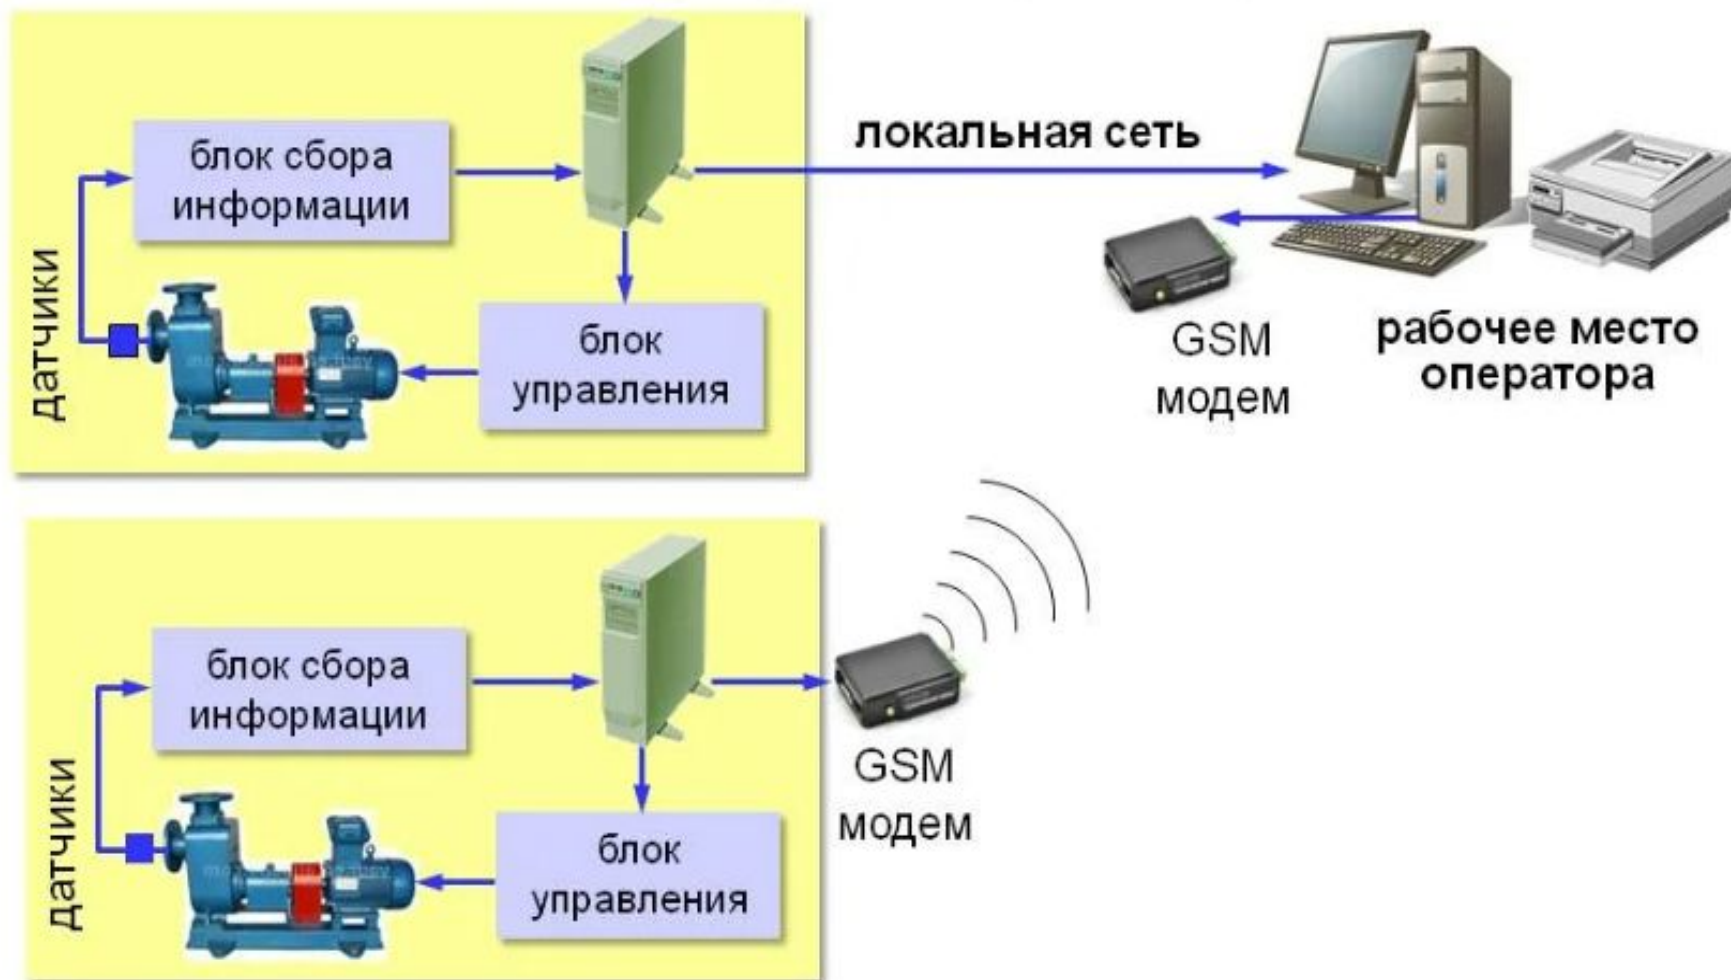 локальная сеть
блок сбора
информации
датчики
блок
управления
GSM
модем
рабочее место
оператора
блок сбора
информации
датчики
блок
управления
GSM
модем